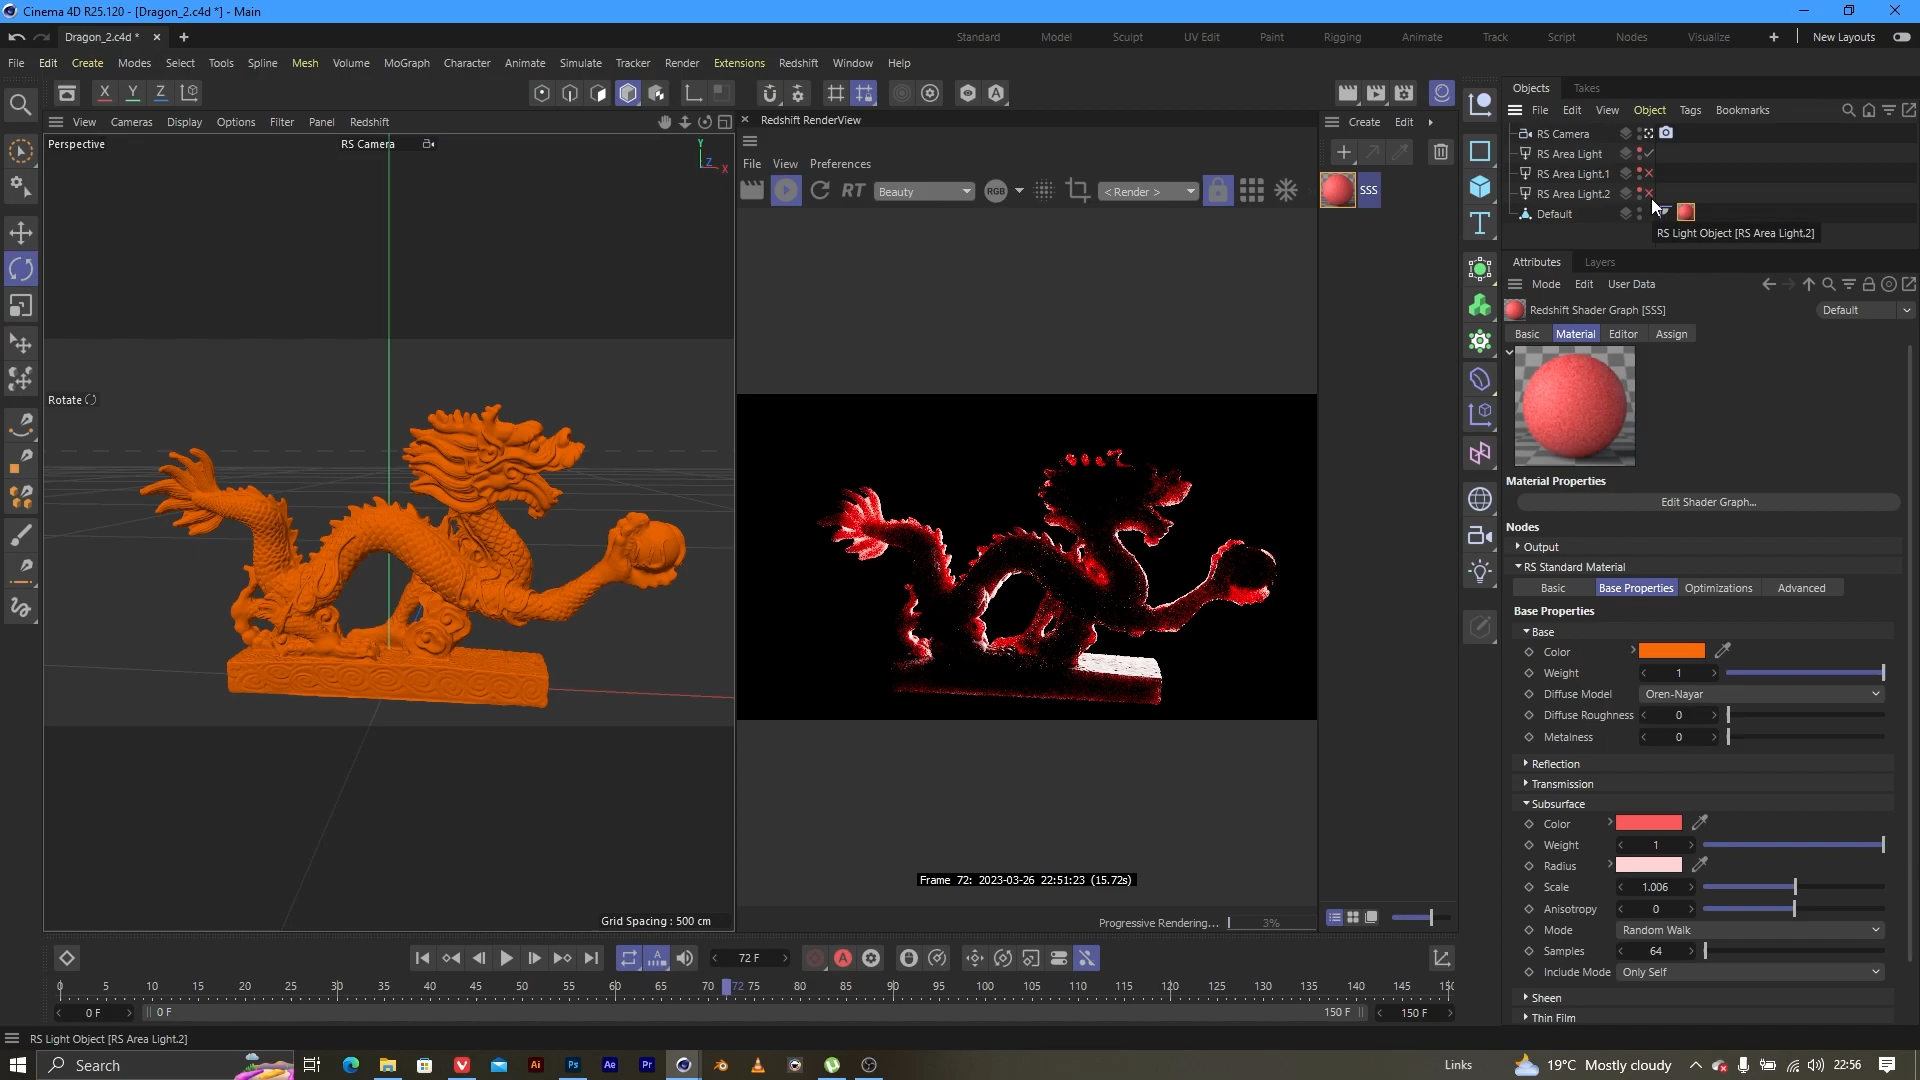 Cinema 4D R25.120 - [Dragon_2.c4d *] - Main
Dragon_2.c4d *
Standard Model Sculpt UV Edit Paint Rigging Animate Track Script Nodes Visualize New Layouts
File Edit Create Modes Select Tools Spline Mesh Volume MoGraph Character Animate Simulate Tracker Render Extensions Redshift Window Help
X Y Z
View Cameras Display Options Filter Panel Redshift
Perspective
RS Camera
Y
Z
X
Rotate
Grid Spacing : 500 cm
Redshift RenderView
File View Preferences
RT Beauty RGB < Render >
Frame 72: 2023-03-26 22:51:23 (15.72s)
Progressive Rendering... 3%
Create Edit
SSS
Objects Takes
File Edit View Object Tags Bookmarks
RS Camera
RS Area Light
RS Area Light.1
RS Area Light.2
Default
RS Light Object [RS Area Light.2]
Attributes Layers
Mode Edit User Data
Redshift Shader Graph [SSS]
Default
Basic Material Editor Assign
Material Properties
Edit Shader Graph...
Nodes
Output
RS Standard Material
Basic Base Properties Optimizations Advanced
Base Properties
Base
Color
Weight 1
Diffuse Model Oren-Nayar
Diffuse Roughness 0
Metalness 0
Reflection
Transmission
Subsurface
Color
Weight 1
Radius
Scale 1.006
Anisotropy 0
Mode Random Walk
Samples 64
Include Mode Only Self
Sheen
Thin Film
72 F
0 5 10 15 20 25 30 35 40 45 50 55 60 65 70 72 75 80 85 90 95 100 105 110 115 120 125 130 135 140 145 150
0 F 0 F 150 F 150 F
RS Light Object [RS Area Light.2]
Search
Ai Ps Ae Pr
Links
19°C Mostly cloudy
22:56